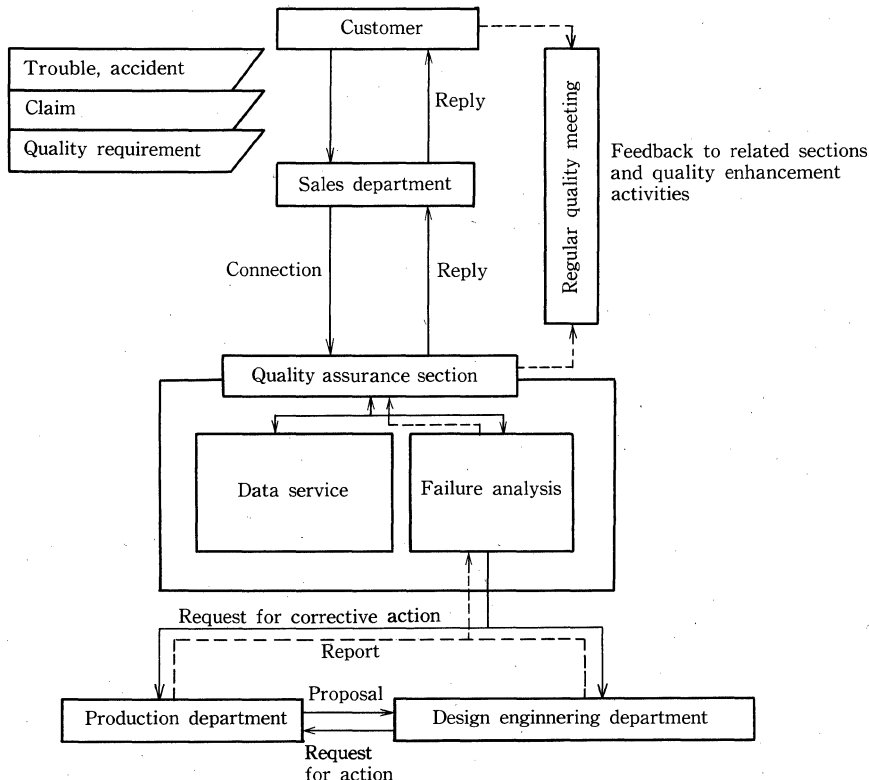 Customer
Trouble, accident
Claim
Quality requirement
Reply
Regular quality meeting
Feedback to related sections
and quality enhancement
activities
Sales department
Connection
Reply
Quality assurance section
Data service
Failure analysis
Request for corrective action
Report
Proposal
Production department
Design enginnering department
Request
for action